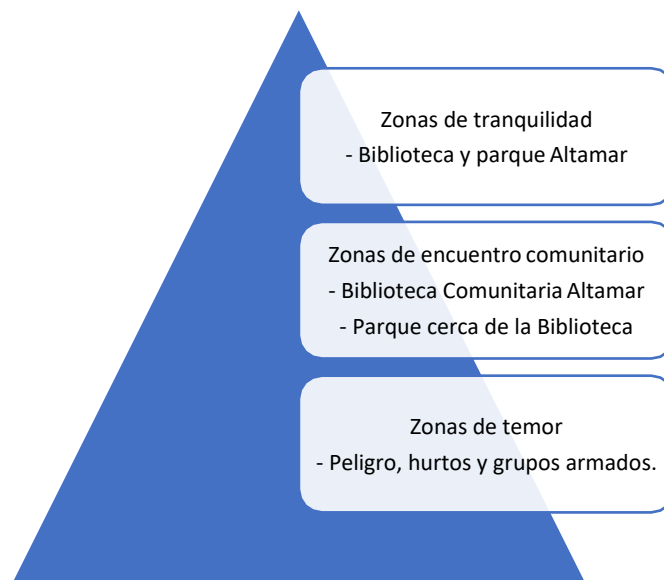 Zonas de tranquilidad
- Biblioteca y parque Altamar
Zonas de encuentro comunitario
- Biblioteca Comunitaria Altamar
- Parque cerca de la Biblioteca
Zonas de temor
- Peligro, hurtos y grupos armados.